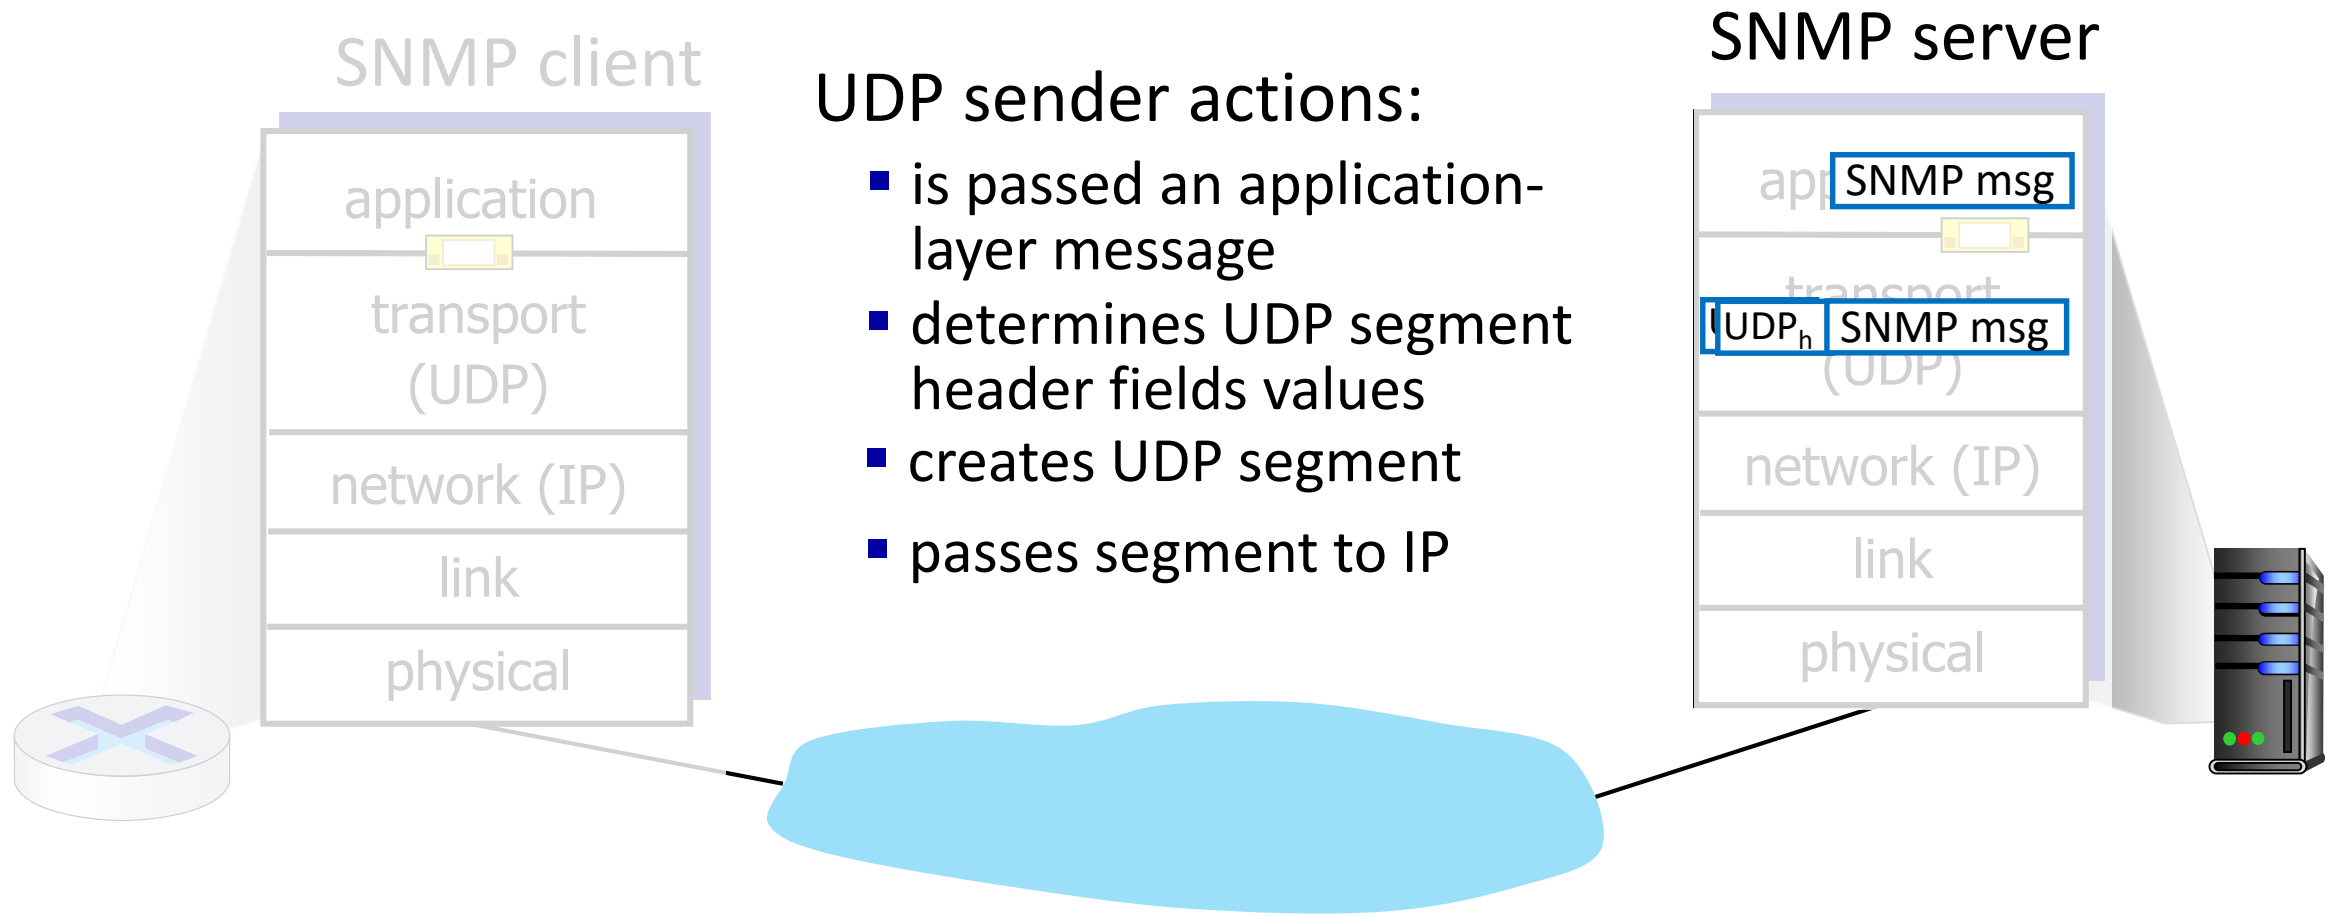 SNMP client
application
transport
(UDP)
network (IP)
link
physical
UDP sender actions:
is passed an application-
layer message
determines UDP segment
header fields values
creates UDP segment
passes segment to IP
SNMP server
SNMP msg
transport
UDPh SNMP msg
(UDP)
network (IP)
link
physical